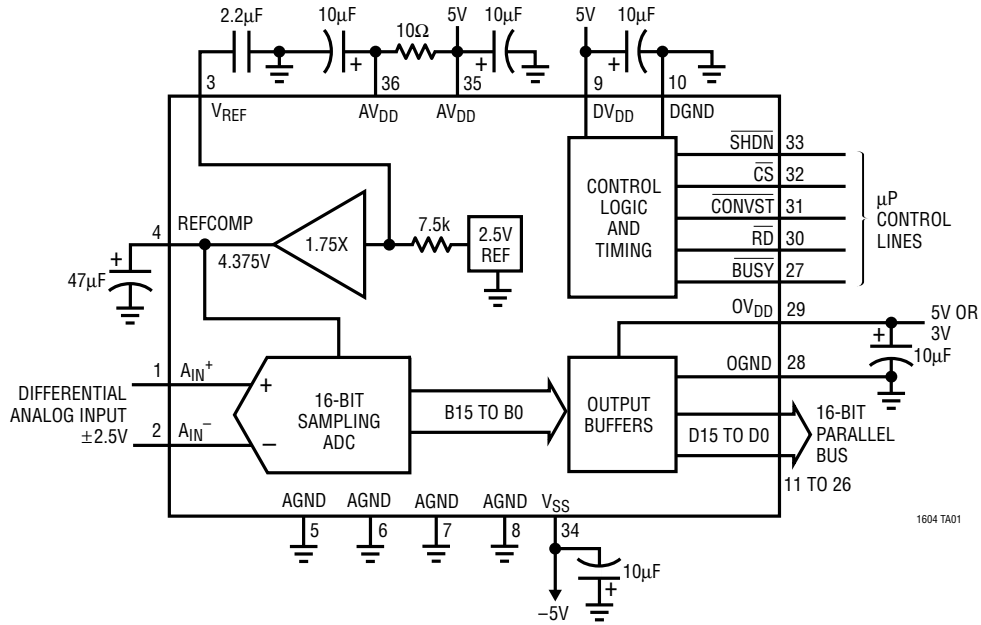 2.2µF
10µF
10Ω
5V
10µF
5V
10µF
+
+
+
3
36
35
9
10
VREF
AVDD
AVDD
DVDD
DGND
CONTROL
LOGIC
AND
TIMING
SHDN 33
CS 32
CONVST 31
RD 30
BUSY 27
µP
CONTROL
LINES
4
REFCOMP
4.375V
1.75X
7.5k
2.5V
REF
+
47µF
OVDD 29
5V OR
3V
+
10µF
OGND 28
DIFFERENTIAL
ANALOG INPUT
±2.5V
1 AIN+
2 AIN–
+
–
16-BIT
SAMPLING
ADC
B15 TO B0
OUTPUT
BUFFERS
D15 TO D0
16-BIT
PARALLEL
BUS
11 TO 26
AGND
AGND
AGND
AGND
VSS
5
6
7
8
34
10µF
+
–5V
1604 TA01